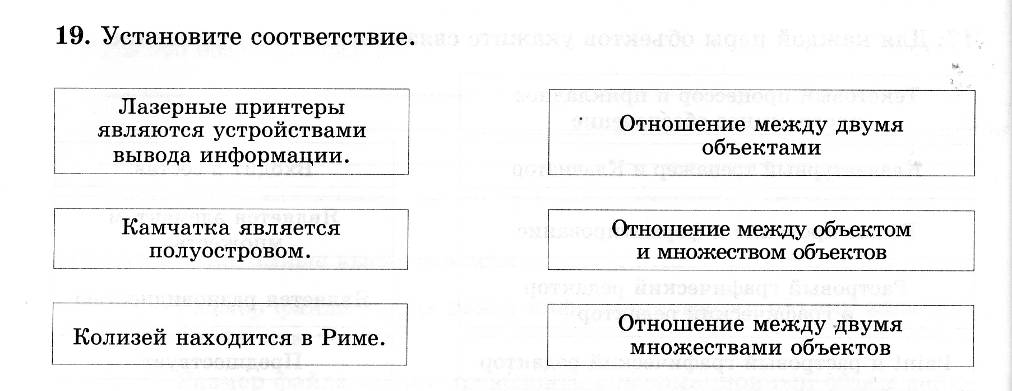 19. Установите соответствие.
Лазерные принтеры
являются устройствами
вывода информации.
Отношение между двумя
объектами
Камчатка является
полуостровом.
Отношение между объектом
и множеством объектов
Колизей находится в Риме.
Отношение между двумя
множествами объектов